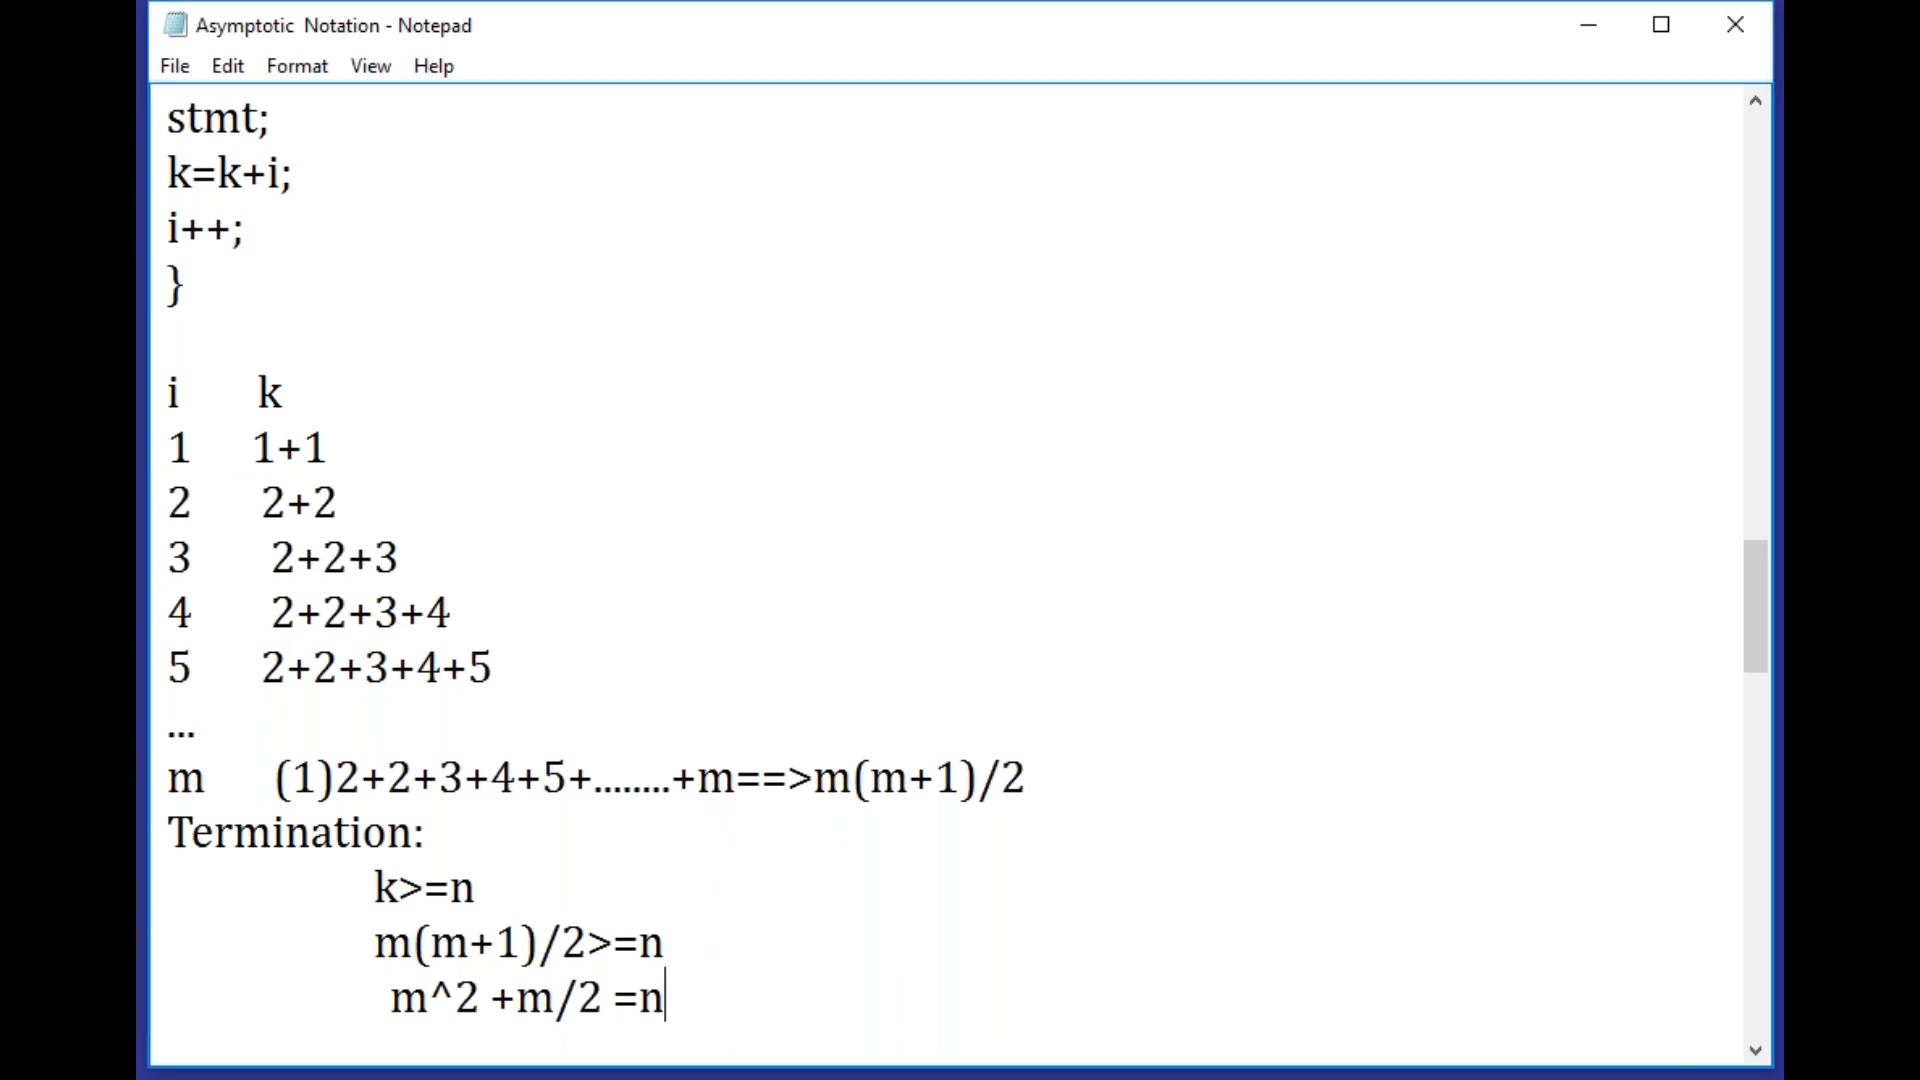 Asymptotic Notation - Notepad
File Edit Format View Help
stmt;
k=k+i;
i++;
}
i k
1 1+1
2 2+2
3 2+2+3
4 2+2+3+4
5 2+2+3+4+5
...
m (1)2+2+3+4+5+........+m==>m(m+1)/2
Termination:
k>=n
m(m+1)/2>=n
m^2 +m/2 =n